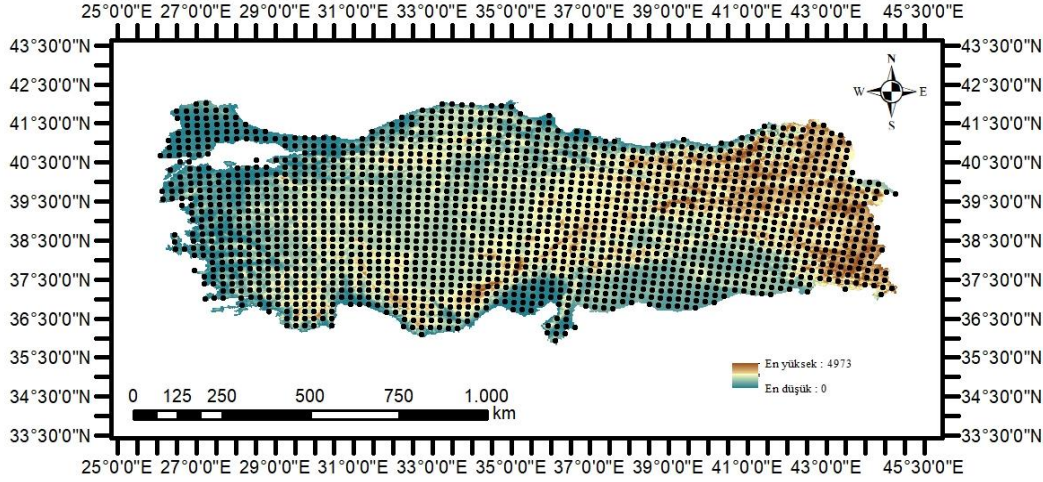 25°0'0"E 27°0'0"E 29°0'0"E 31°0'0"E 33°0'0"E 35°0'0"E 37°0'0"E 39°0'0"E 41°0'0"E 43°0'0"E 45°30'0"E
43°30'0"N 43°30'0"N
42°30'0"N 42°30'0"N
41°30'0"N 41°30'0"N
40°30'0"N 40°30'0"N
39°30'0"N 39°30'0"N
38°30'0"N 38°30'0"N
37°30'0"N 37°30'0"N
36°30'0"N 36°30'0"N
35°30'0"N 35°30'0"N
34°30'0"N 34°30'0"N
33°30'0"N 33°30'0"N
N
W E
S
En yüksek : 4973
En düşük : 0
0 125 250 500 750 1.000
km
25°0'0"E 27°0'0"E 29°0'0"E 31°0'0"E 33°0'0"E 35°0'0"E 37°0'0"E 39°0'0"E 41°0'0"E 43°0'0"E 45°30'0"E